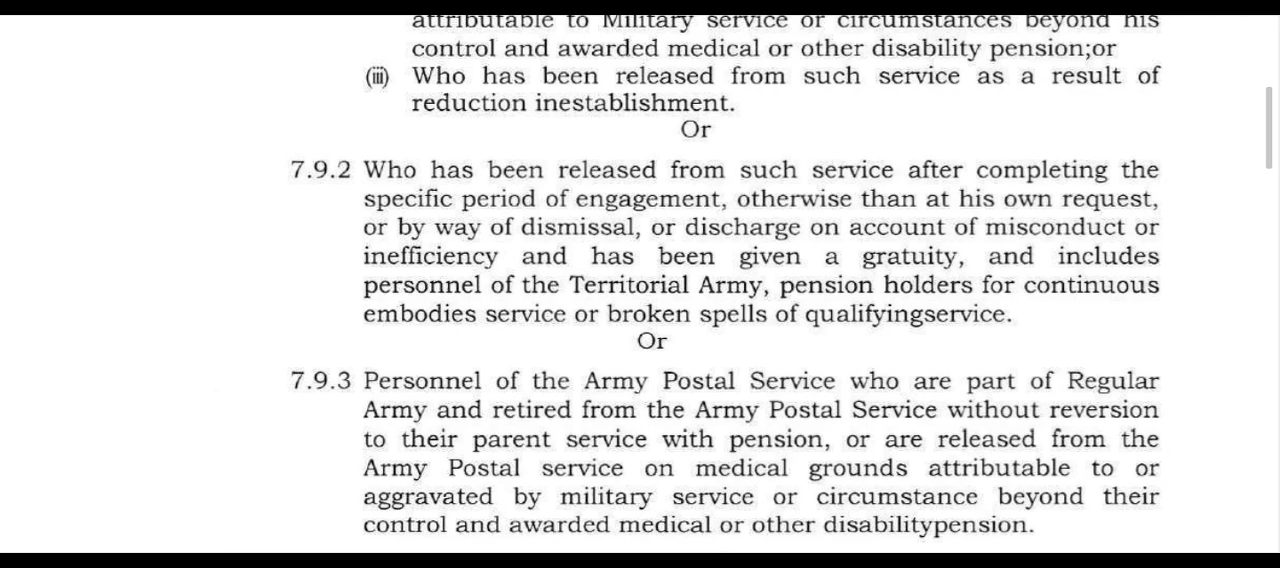 attributable to Military service or circumstances beyond his
control and awarded medical or other disability pension;or
(iii) Who has been released from such service as a result of
reduction inestablishment.
Or
7.9.2 Who has been released from such service after completing the
specific period of engagement, otherwise than at his own request,
or by way of dismissal, or discharge on account of misconduct or
inefficiency and has been given a gratuity, and includes
personnel of the Territorial Army, pension holders for continuous
embodies service or broken spells of qualifyingservice.
Or
7.9.3 Personnel of the Army Postal Service who are part of Regular
Army and retired from the Army Postal Service without reversion
to their parent service with pension, or are released from the
Army Postal service on medical grounds attributable to or
aggravated by military service or circumstance beyond their
control and awarded medical or other disabilitypension.